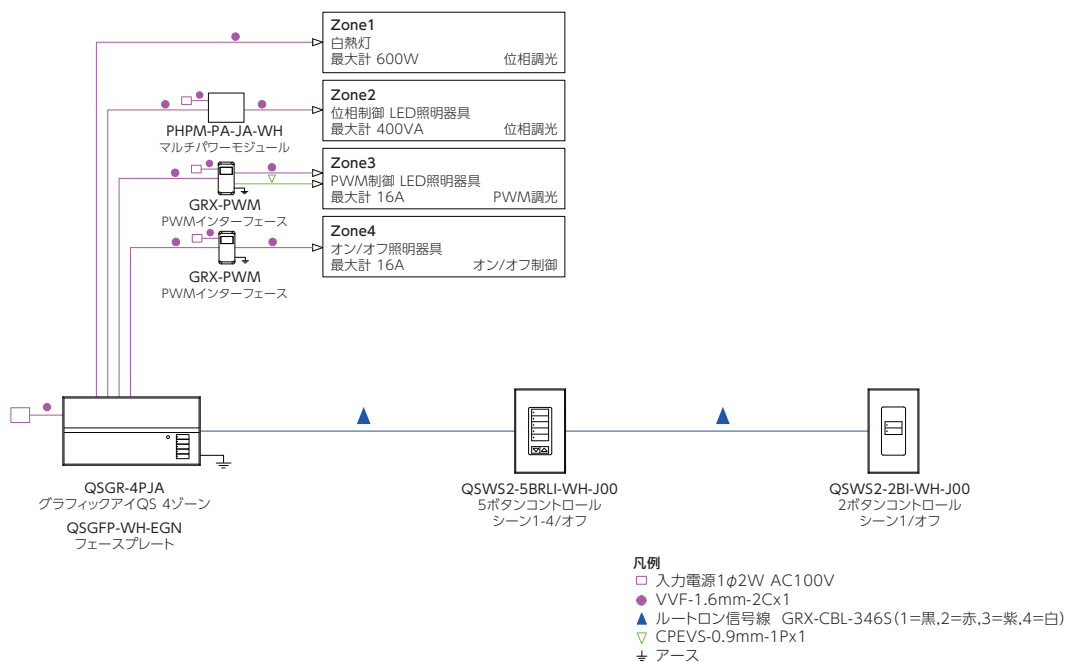 Zone1
白熱灯
最大計 600W 位相調光
Zone2
位相制御 LED照明器具
最大計 400VA 位相調光
PHPM-PA-JA-WH
マルチパワーモジュール
Zone3
PWM制御 LED照明器具
最大計 16A PWM調光
GRX-PWM
PWMインターフェース
Zone4
オン/オフ照明器具
最大計 16A オン/オフ制御
GRX-PWM
PWMインターフェース
QSGR-4PJA
グラフィックアイQS 4ゾーン
QSGFP-WH-EGN
フェースプレート
QSWS2-5BRLI-WH-J00
5ボタンコントロール
シーン1-4/オフ
QSWS2-2BI-WH-J00
2ボタンコントロール
シーン1/オフ
凡例
入力電源1φ2W AC100V
VVF-1.6mm-2Cx1
ルートロン信号線 GRX-CBL-346S(1=黒,2=赤,3=紫,4=白)
CPEVS-0.9mm-1Px1
アース